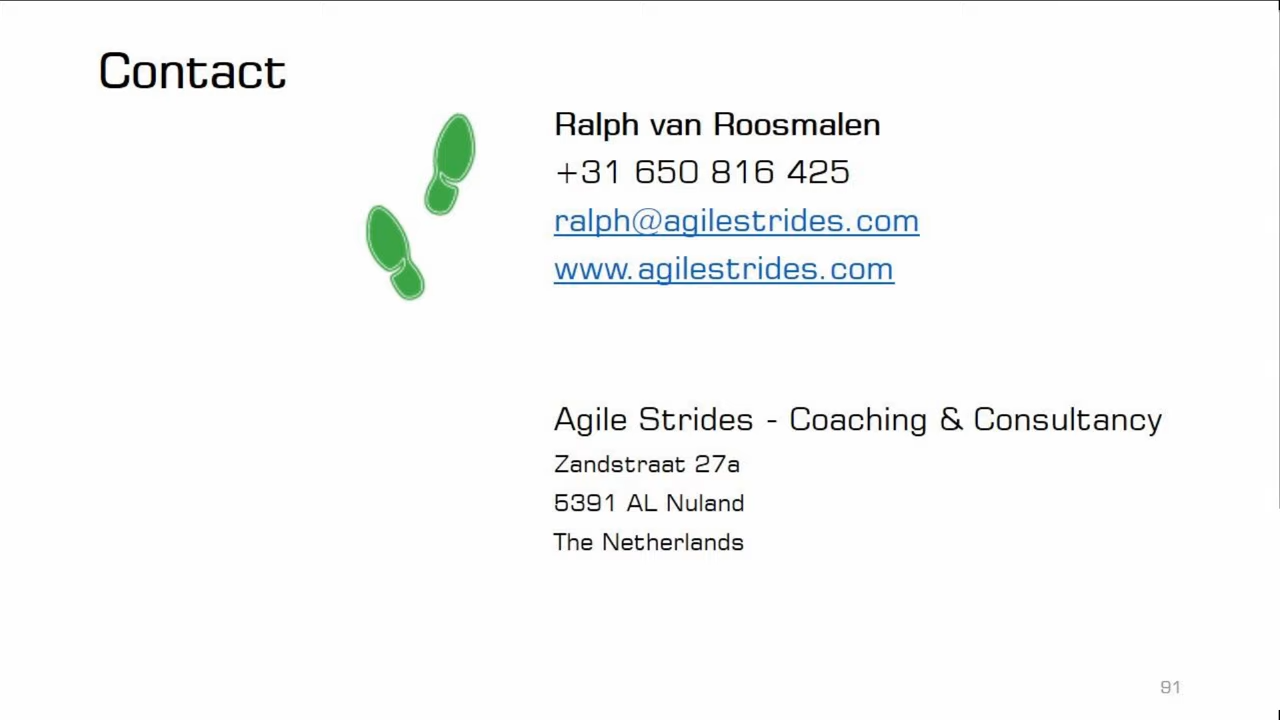 Contact
Ralph van Roosmalen
+31 650 816 425
ralph@agilestrides.com
www.agilestrides.com
Agile Strides - Coaching & Consultancy
Zandstraat 27a
5391 AL Nuland
The Netherlands
91